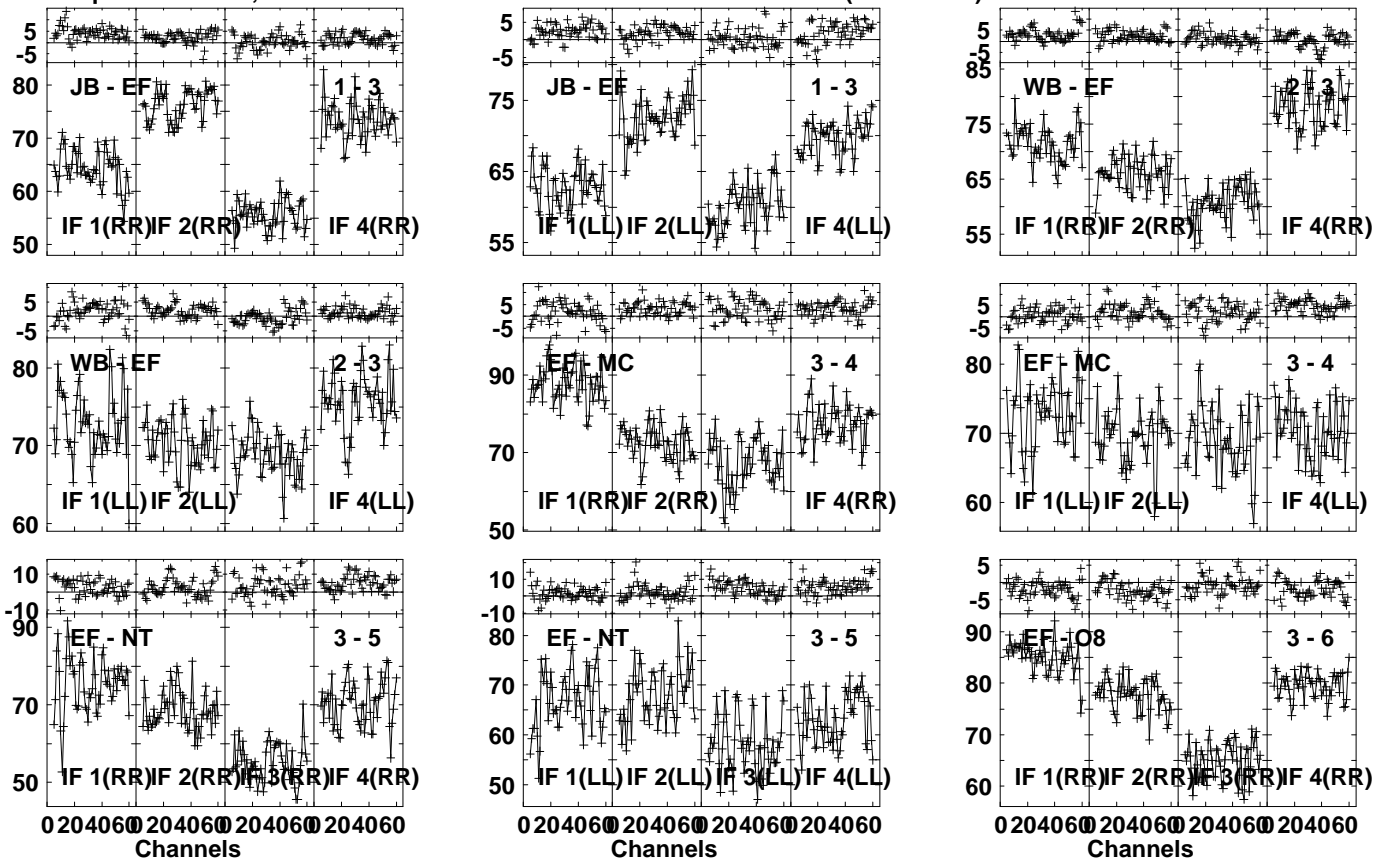 5
-5
80
70
60
50
JB - EF
1 - 3
IF 1(RR)
IF 2(RR)
IF 4(RR)
5
-5
75
65
55
JB - EF
1 - 3
IF 1(LL)
IF 2(LL)
IF 4(LL)
5
-5
85
75
65
55
WB - EF
2 - 3
IF 1(RR)
IF 2(RR)
IF 4(RR)
5
-5
80
70
60
WB - EF
2 - 3
IF 1(LL)
IF 2(LL)
IF 4(LL)
5
-5
90
70
50
EF - MC
3 - 4
IF 1(RR)
IF 2(RR)
IF 4(RR)
5
-5
80
70
60
EF - MC
3 - 4
IF 1(LL)
IF 2(LL)
IF 4(LL)
10
-10
90
70
50
EF - NT
3 - 5
IF 1(RR)
IF 2(RR)
IF 3(RR)
IF 4(RR)
0 20 40 60 0 20 40 60 0 20 40 60 0 20 40 60
Channels
10
-10
80
70
60
50
EF - NT
3 - 5
IF 1(LL)
IF 2(LL)
IF 3(LL)
IF 4(LL)
0 20 40 60 0 20 40 60 0 20 40 60 0 20 40 60
Channels
5
-5
90
80
70
60
EF - O8
3 - 6
IF 1(RR)
IF 2(RR)
IF 3(RR)
IF 4(RR)
0 20 40 60 0 20 40 60 0 20 40 60 0 20 40 60
Channels